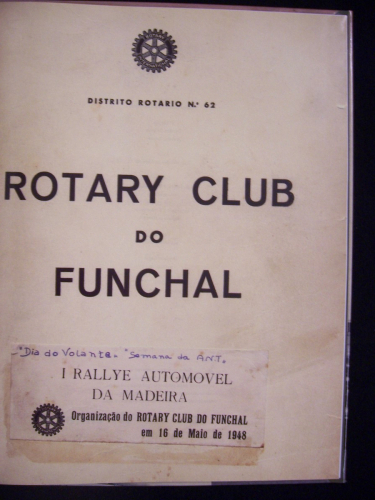 DISTRITO ROTARIO N.º 62
ROTARY CLUB
DO
FUNCHAL
"Dia do Volante. "Semana da ANT.
I RALLYE AUTOMOVEL
DA MADEIRA
Organização do ROTARY CLUB DO FUNCHAL
em 16 de Maio de 1948